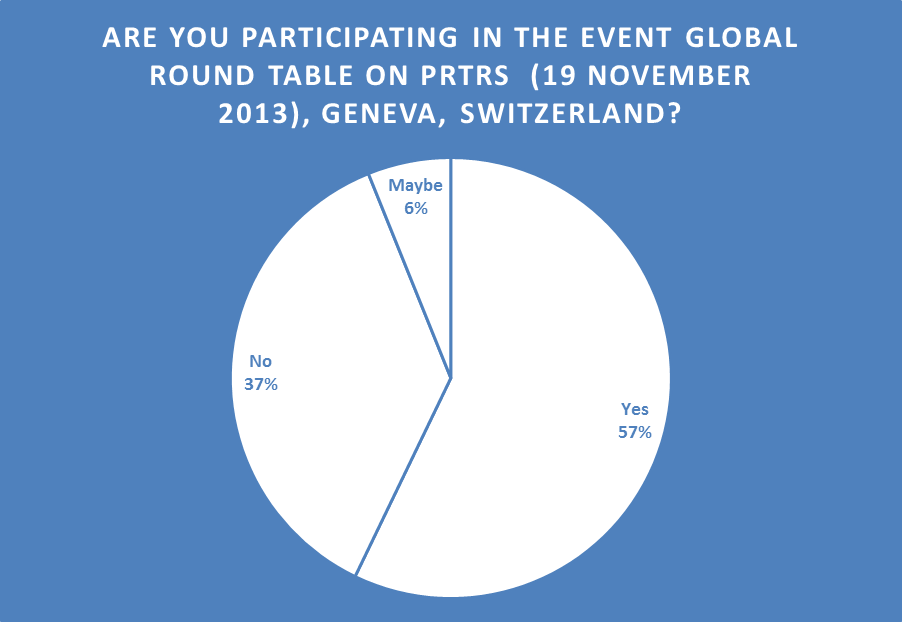 ARE YOU PARTICIPATING IN THE EVENT GLOBAL
ROUND TABLE ON PRTRS (19 NOVEMBER
2013), GENEVA, SWITZERLAND?
Maybe
6%
No
37%
Yes
57%